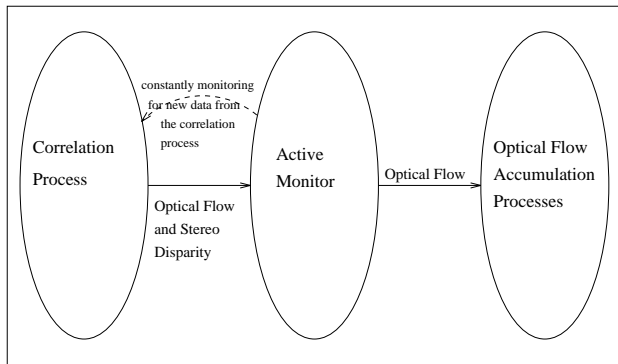 constantly monitoring
for new data from
the correlation
process
Correlation
Process
Optical Flow
and Stereo
Disparity
Active
Monitor
Optical Flow
Optical Flow
Accumulation
Processes